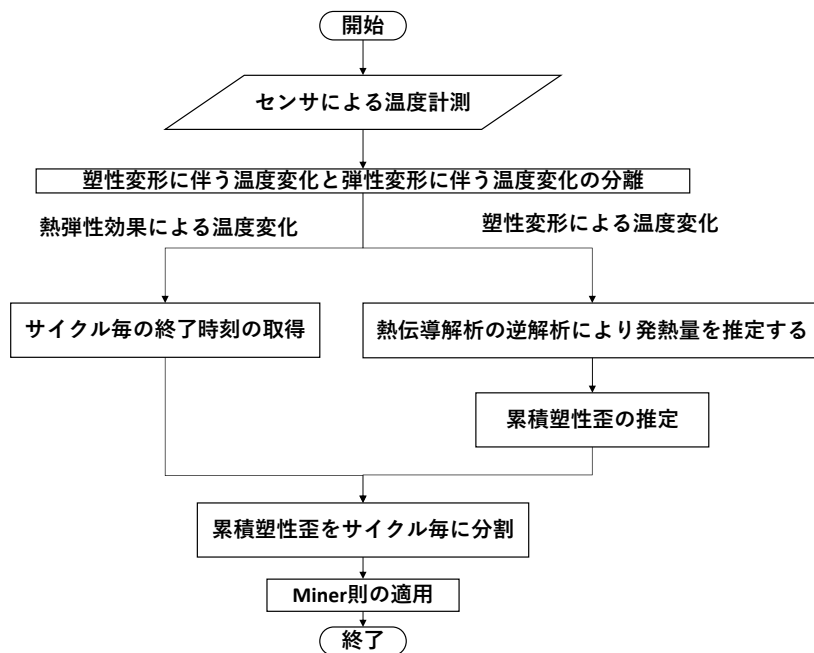 開始
センサによる温度計測
塑性変形に伴う温度変化と弾性変形に伴う温度変化の分離
熱弾性効果による温度変化
塑性変形による温度変化
サイクル毎の終了時刻の取得
熱伝導解析の逆解析により発熱量を推定する
累積塑性歪の推定
累積塑性歪をサイクル毎に分割
Miner則の適用
終了